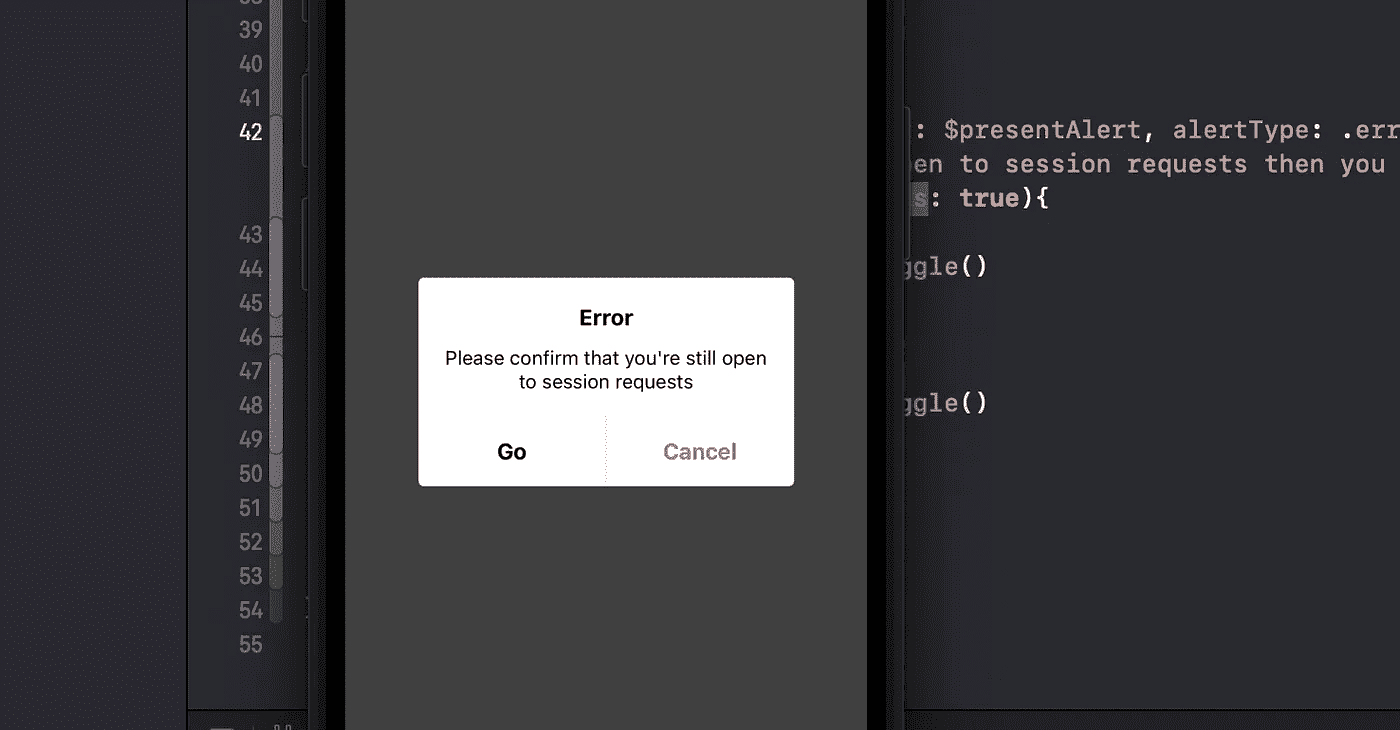 39
40
41
42
43
44
45
46
47
48
49
50
51
52
53
54
55
: $presentAlert, alertType: .err
en to session requests then you
s: true){
ggle()
ggle()
Error
Please confirm that you're still open
to session requests
Go
Cancel